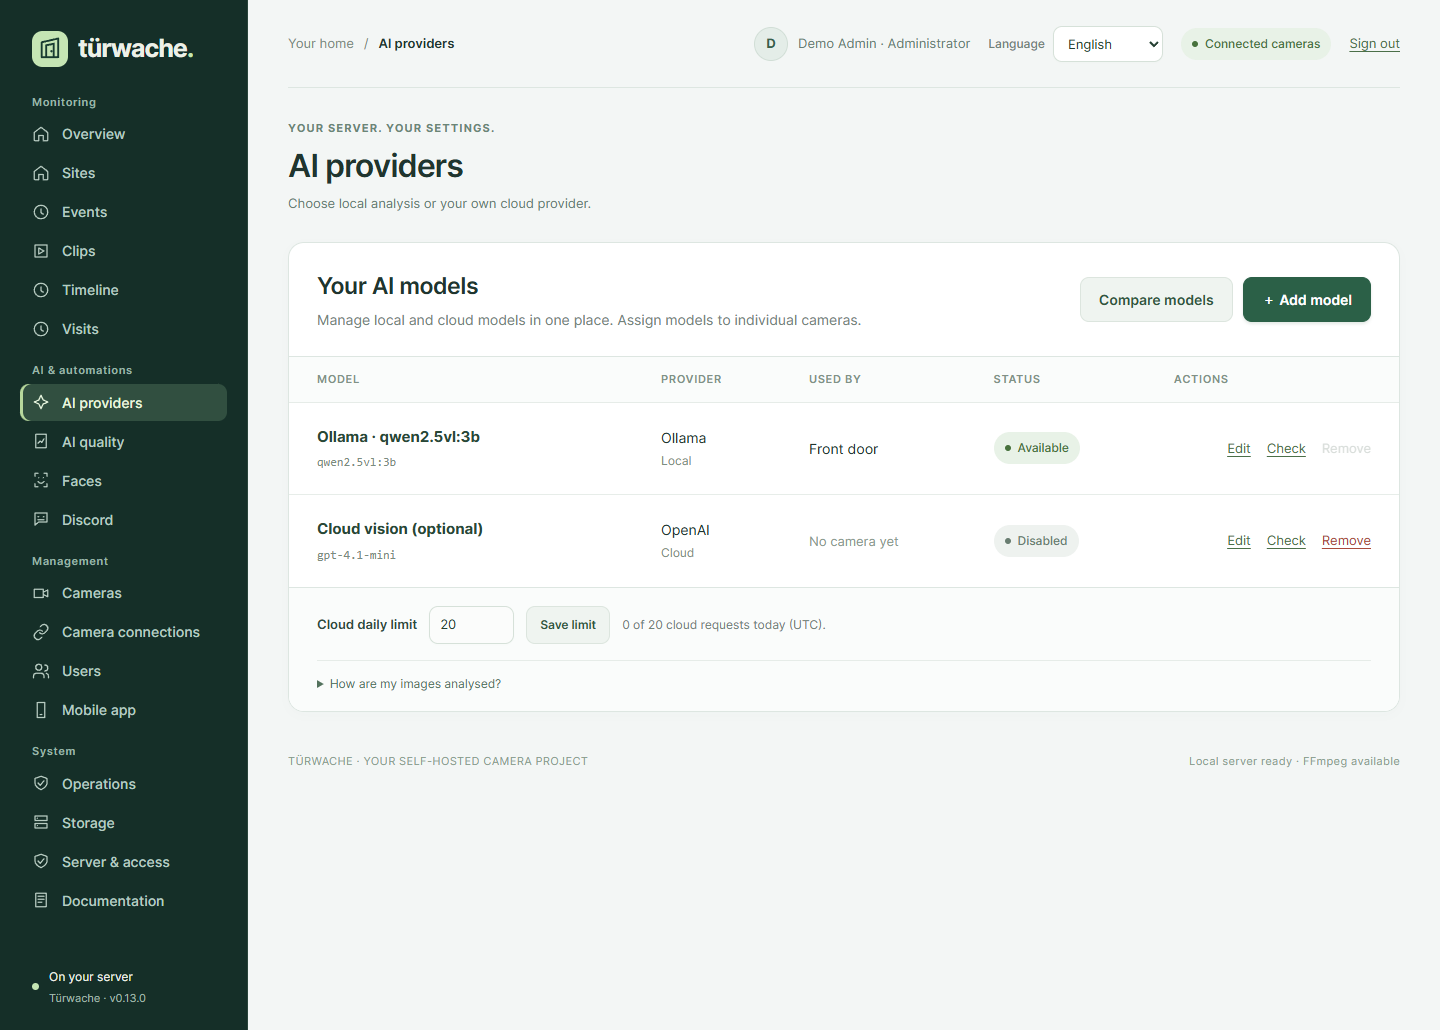 türwache.
Monitoring
Overview
Sites
Events
Clips
Timeline
Visits
AI & automations
AI providers
AI quality
Faces
Discord
Management
Cameras
Camera connections
Users
Mobile app
System
Operations
Storage
Server & access
Documentation
On your server
Türwache · v0.13.0
Your home / AI providers
D Demo Admin · Administrator Language English Connected cameras Sign out
YOUR SERVER. YOUR SETTINGS.
AI providers
Choose local analysis or your own cloud provider.
Your AI models
Manage local and cloud models in one place. Assign models to individual cameras.
Compare models + Add model
MODEL PROVIDER USED BY STATUS ACTIONS
Ollama · qwen2.5vl:3b
qwen2.5vl:3b
Ollama
Local
Front door
Available
Edit Check Remove
Cloud vision (optional)
gpt-4.1-mini
OpenAI
Cloud
No camera yet
Disabled
Edit Check Remove
Cloud daily limit 20 Save limit 0 of 20 cloud requests today (UTC).
How are my images analysed?
TÜRWACHE · YOUR SELF-HOSTED CAMERA PROJECT
Local server ready · FFmpeg available